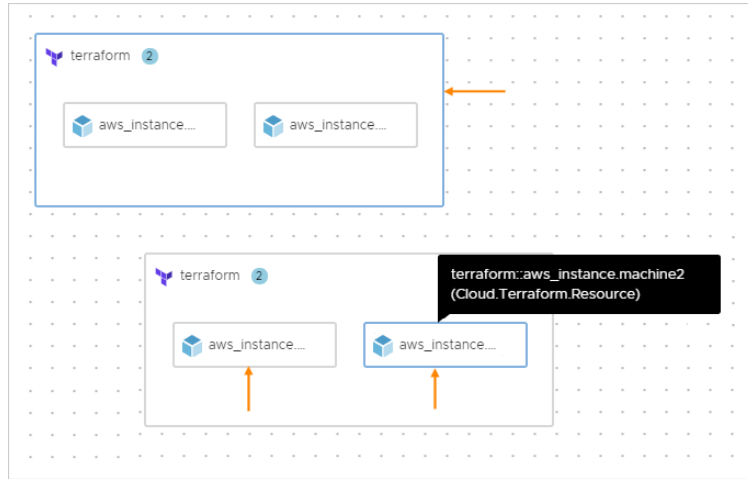 terraform 2
aws_instance....
aws_instance....
terraform 2
terraform::aws_instance.machine2
(Cloud.Terraform.Resource)
aws_instance....
aws_instance....